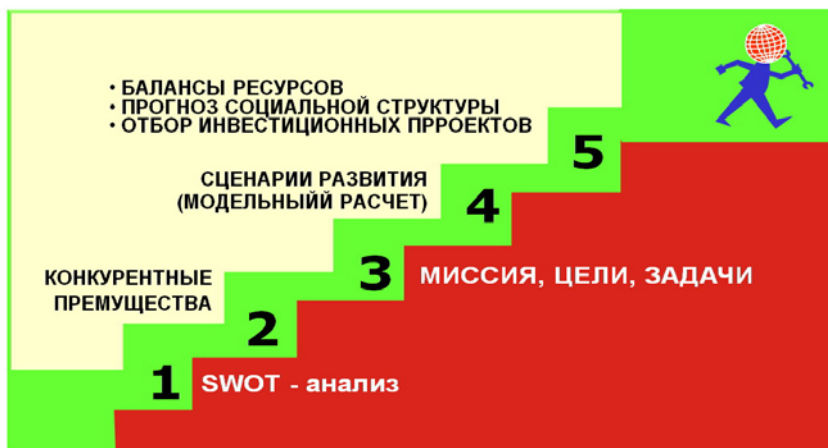 • БАЛАНСЫ РЕСУРСОВ
• ПРОГНОЗ СОЦИАЛЬНОЙ СТРУКТУРЫ
• ОТБОР ИНВЕСТИЦИОННЫХ ПРРОЕКТОВ
5
СЦЕНАРИИ РАЗВИТИЯ
(МОДЕЛЬНЫЙЙ РАСЧЕТ)
4
3
МИССИЯ, ЦЕЛИ, ЗАДАЧИ
КОНКУРЕНТНЫЕ
ПРЕМУЩЕСТВА
2
1
SWOT - анализ